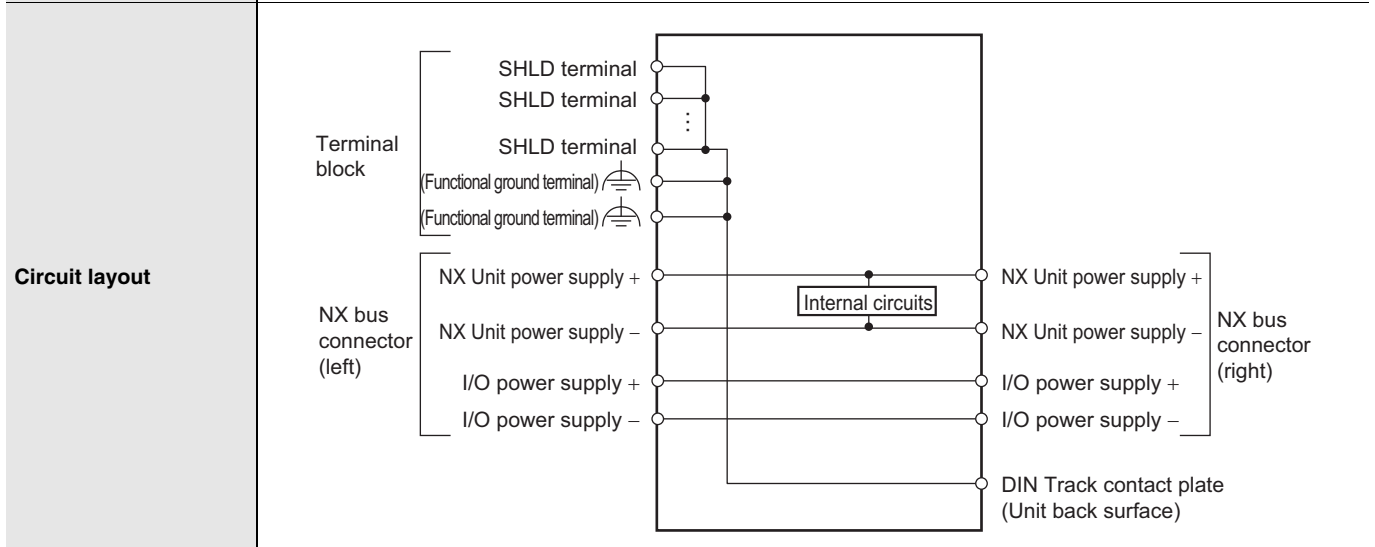 Circuit layout
Terminal
block
SHLD terminal
SHLD terminal
⋮
SHLD terminal
(Functional ground terminal)
(Functional ground terminal)
NX bus
connector
(left)
NX Unit power supply +
NX Unit power supply −
I/O power supply +
I/O power supply −
Internal circuits
NX Unit power supply +
NX Unit power supply −
I/O power supply +
I/O power supply −
NX bus
connector
(right)
DIN Track contact plate
(Unit back surface)